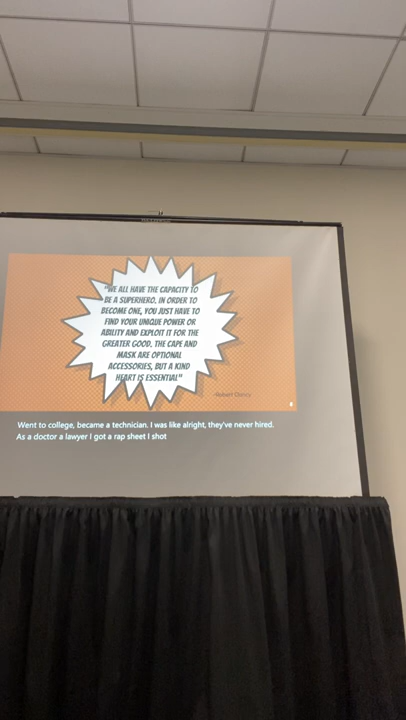 "WE ALL HAVE THE CAPACITY TO
BE A SUPERHERO. IN ORDER TO
BECOME ONE, YOU JUST HAVE TO
FIND YOUR UNIQUE POWER OR
ABILITY AND EXPLOIT IT FOR THE
GREATER GOOD. THE CAPE AND
MASK ARE OPTIONAL
ACCESSORIES, BUT A KIND
HEART IS ESSENTIAL"
-Robert
Went to college, became a technician. I was like alright, they've never hired.
As a doctor a lawyer I got a rap sheet I shot